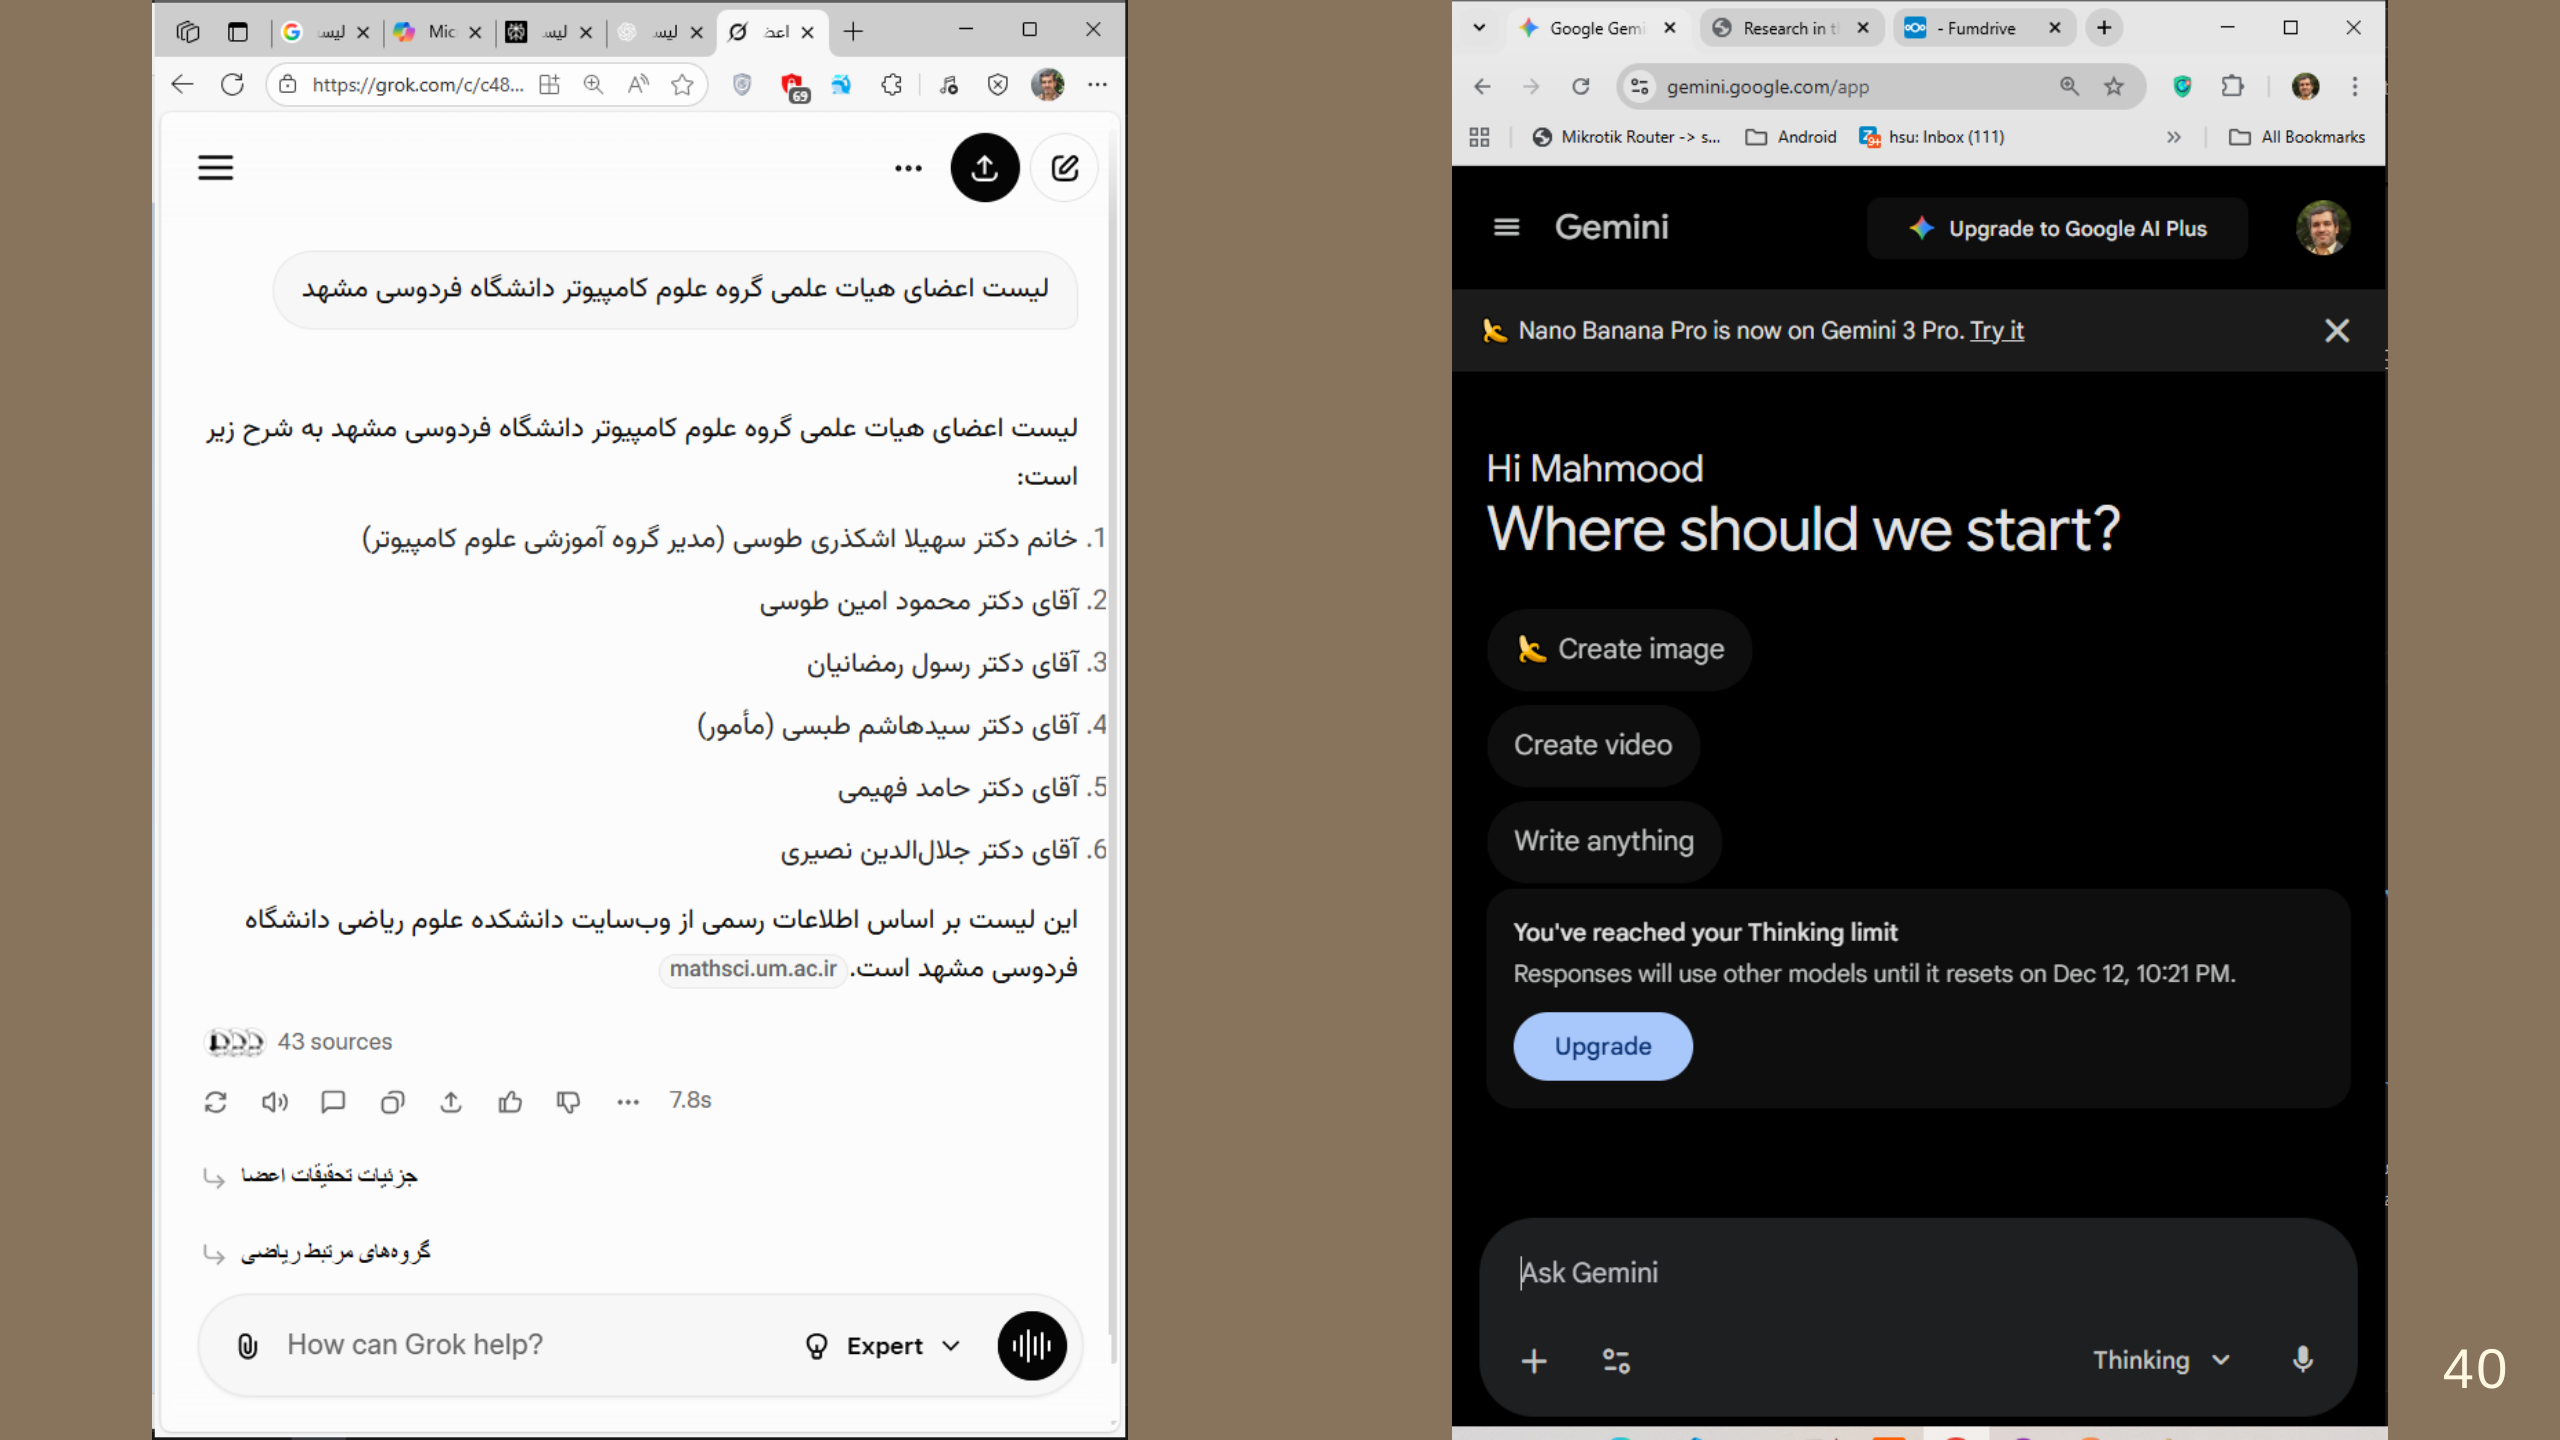 لیس
Mic
لیس
لیس
اعض
https://grok.com/c/c48...
69
لیست اعضای هیات علمی گروه علوم کامپیوتر دانشگاه فردوسی مشهد
لیست اعضای هیات علمی گروه علوم کامپیوتر دانشگاه فردوسی مشهد به شرح زیر
است:
1. خانم دکتر سهیلا اشکذری طوسی (مدیر گروه آموزشی علوم کامپیوتر)
2. آقای دکتر محمود امین طوسی
3. آقای دکتر رسول رمضانیان
4. آقای دکتر سیدهاشم طبسی (مأمور)
5. آقای دکتر حامد فهیمی
6. آقای دکتر جلال‌الدین نصیری
این لیست بر اساس اطلاعات رسمی از وب‌سایت دانشکده علوم ریاضی دانشگاه
فردوسی مشهد است. mathsci.um.ac.ir
43 sources
7.8s
جزئیات تحقیقات اعضا
گروه‌های مرتبط ریاضی
How can Grok help?
Expert
Google Gemi
Research in t
- Fumdrive
gemini.google.com/app
Mikrotik Router -> s...
Android
hsu: Inbox (111)
All Bookmarks
Gemini
Upgrade to Google AI Plus
Nano Banana Pro is now on Gemini 3 Pro. Try it
Hi Mahmood
Where should we start?
Create image
Create video
Write anything
You've reached your Thinking limit
Responses will use other models until it resets on Dec 12, 10:21 PM.
Upgrade
Ask Gemini
Thinking
40